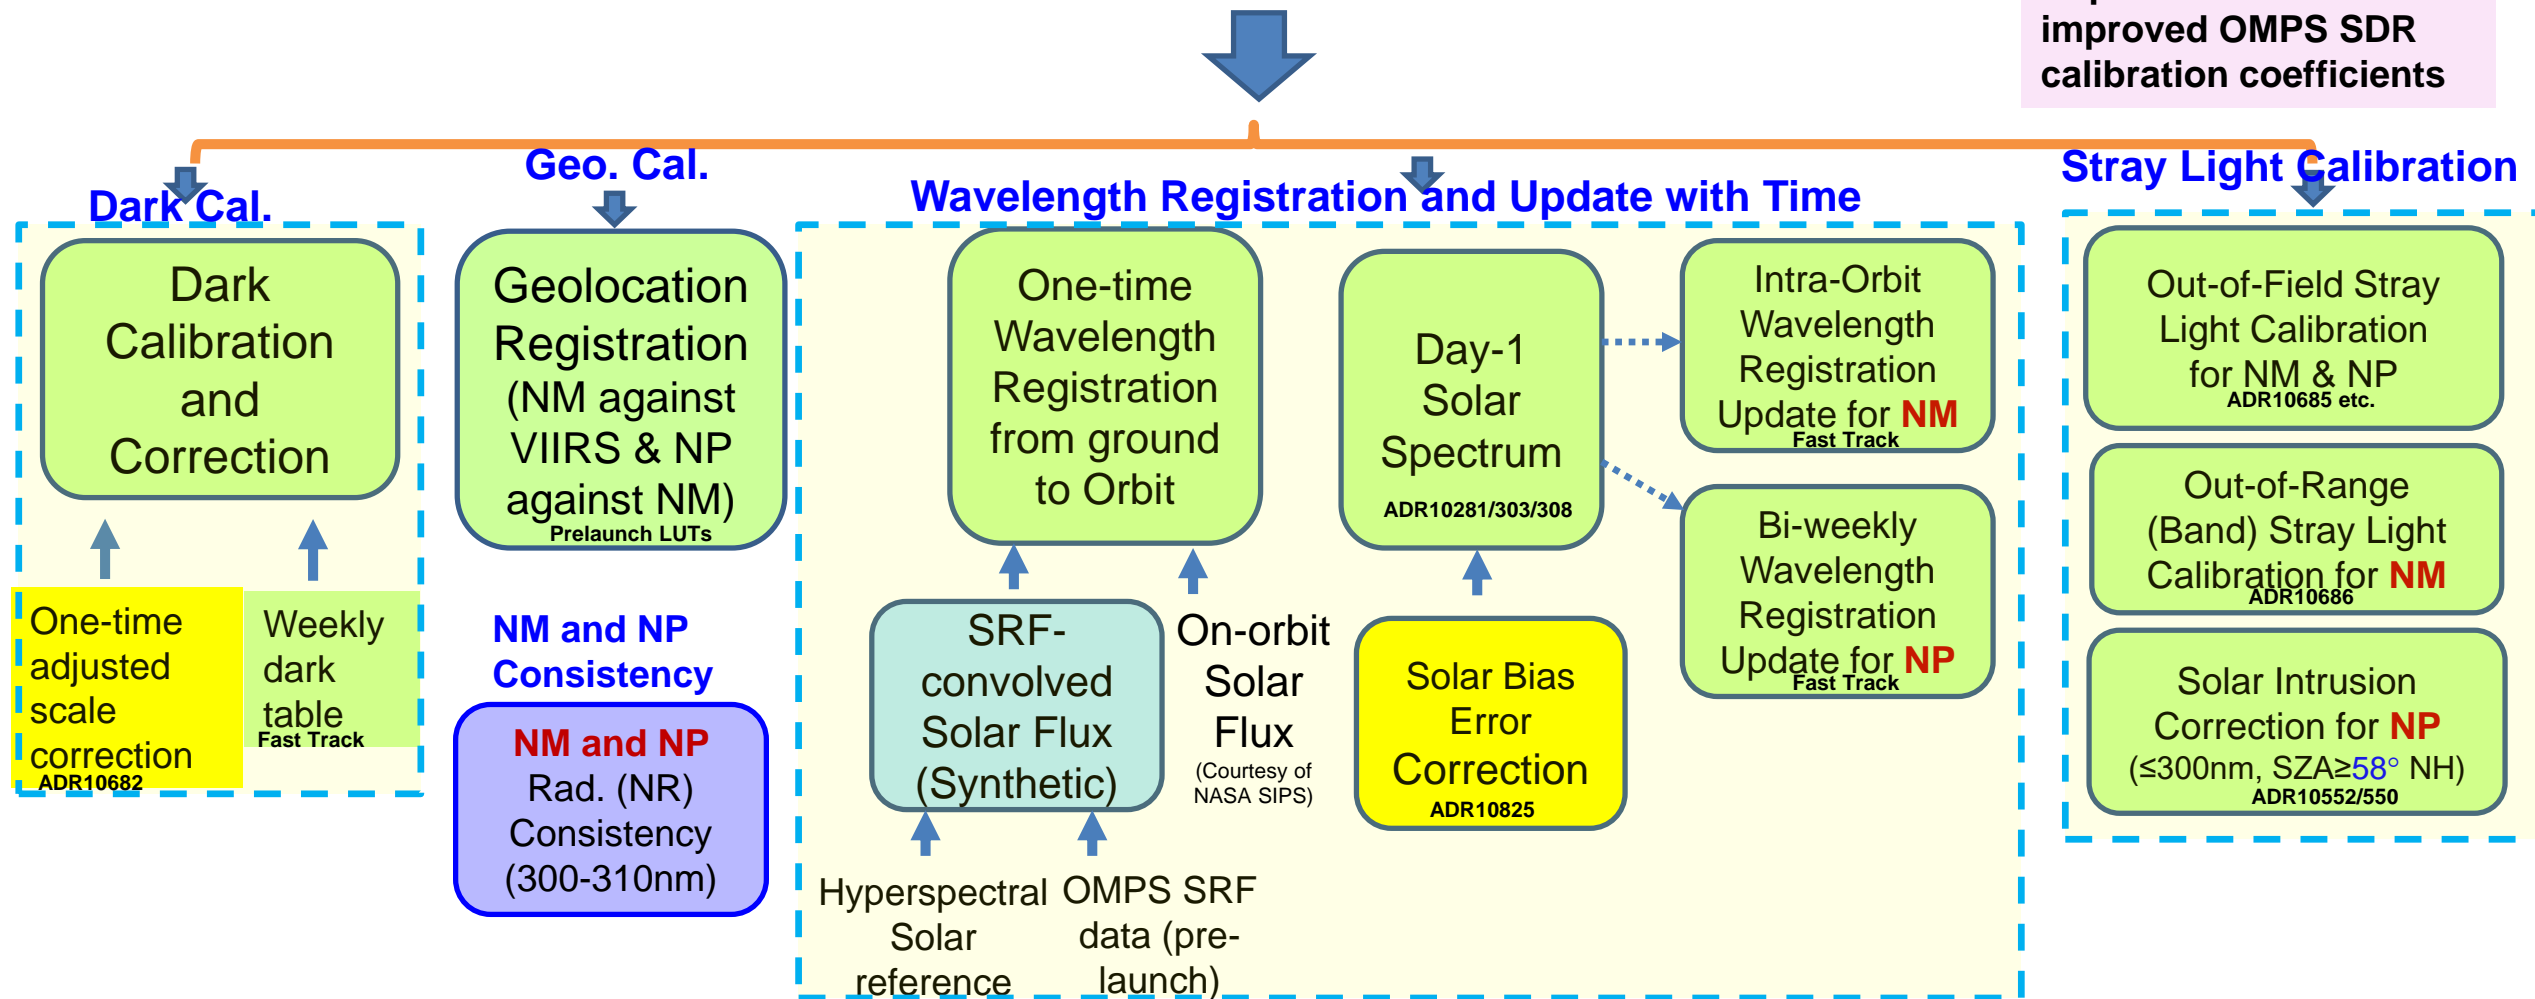 improved OMPS SDR
calibration coefficients
Dark Cal.
Geo. Cal.
Wavelength Registration and Update with Time
Stray Light Calibration
Dark
Calibration
and
Correction
One-time
adjusted
scale
correction
ADR10682
Weekly
dark
table
Fast Track
Geolocation
Registration
(NM against
VIIRS & NP
against NM)
Prelaunch LUTs
NM and NP
Consistency
NM and NP
Rad. (NR)
Consistency
(300-310nm)
One-time
Wavelength
Registration
from ground
to Orbit
SRF-
convolved
Solar Flux
(Synthetic)
On-orbit
Solar
Flux
(Courtesy of
NASA SIPS)
Hyperspectral
Solar
reference
OMPS SRF
data (pre-
launch)
Day-1
Solar
Spectrum
ADR10281/303/308
Solar Bias
Error
Correction
ADR10825
Intra-Orbit
Wavelength
Registration
Update for NM
Fast Track
Bi-weekly
Wavelength
Registration
Update for NP
Fast Track
Out-of-Field Stray
Light Calibration
for NM & NP
ADR10685 etc.
Out-of-Range
(Band) Stray Light
Calibration for NM
ADR10686
Solar Intrusion
Correction for NP
(≤300nm, SZA≥58° NH)
ADR10552/550